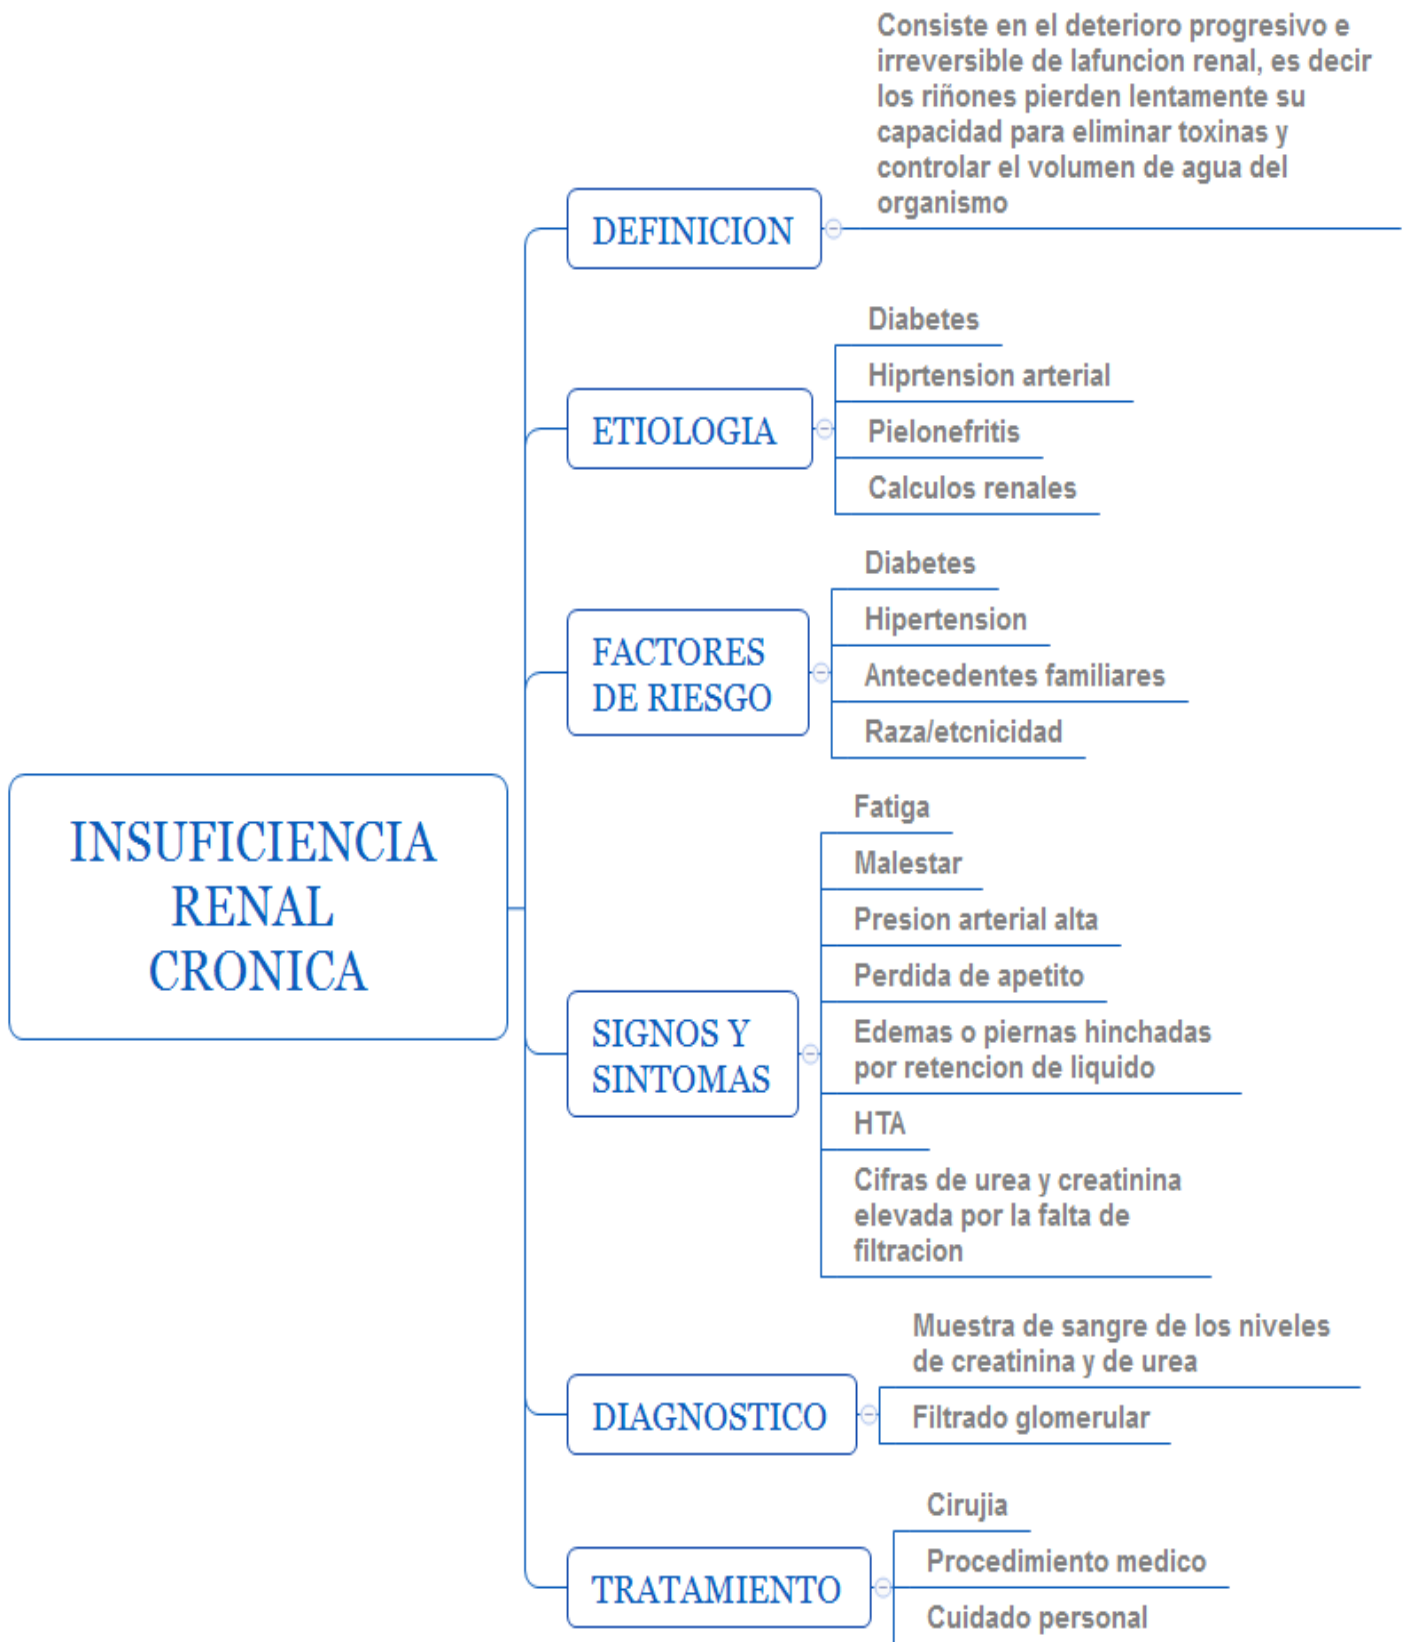 Consiste en el deterioro progresivo e
irreversible de lafuncion renal, es decir
los riñones pierden lentamente su
capacidad para eliminar toxinas y
controlar el volumen de agua del
organismo
DEFINICION
Diabetes
Hiprtension arterial
ETIOLOGIA
Pielonefritis
Calculos renales
Diabetes
Hipertension
FACTORES
DE RIESGO
Antecedentes familiares
Raza/etcnicidad
INSUFICIENCIA
RENAL
CRONICA
Fatiga
Malestar
Presion arterial alta
Perdida de apetito
SIGNOS Y
SINTOMAS
Edemas o piernas hinchadas
por retencion de liquido
HTA
Cifras de urea y creatinina
elevada por la falta de
filtracion
Muestra de sangre de los niveles
de creatinina y de urea
DIAGNOSTICO
Filtrado glomerular
Cirujia
Procedimiento medico
TRATAMIENTO
Cuidado personal